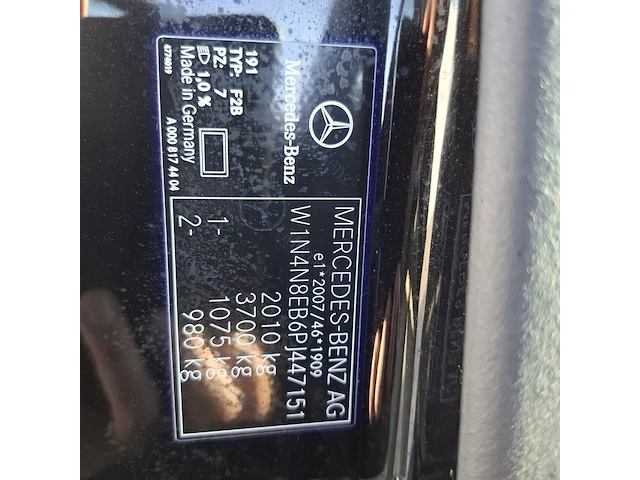 Mercedes-Benz
191
TYP: F2B
PZ: 7
1,0 %
Made in Germany
A 000 817 44 04
4774019
MERCEDES-BENZ AG
e1*2007/46*1909
W1N4N8EB6PJ447151
2010 kg
3700 kg
1- 1075 kg
2- 980 kg